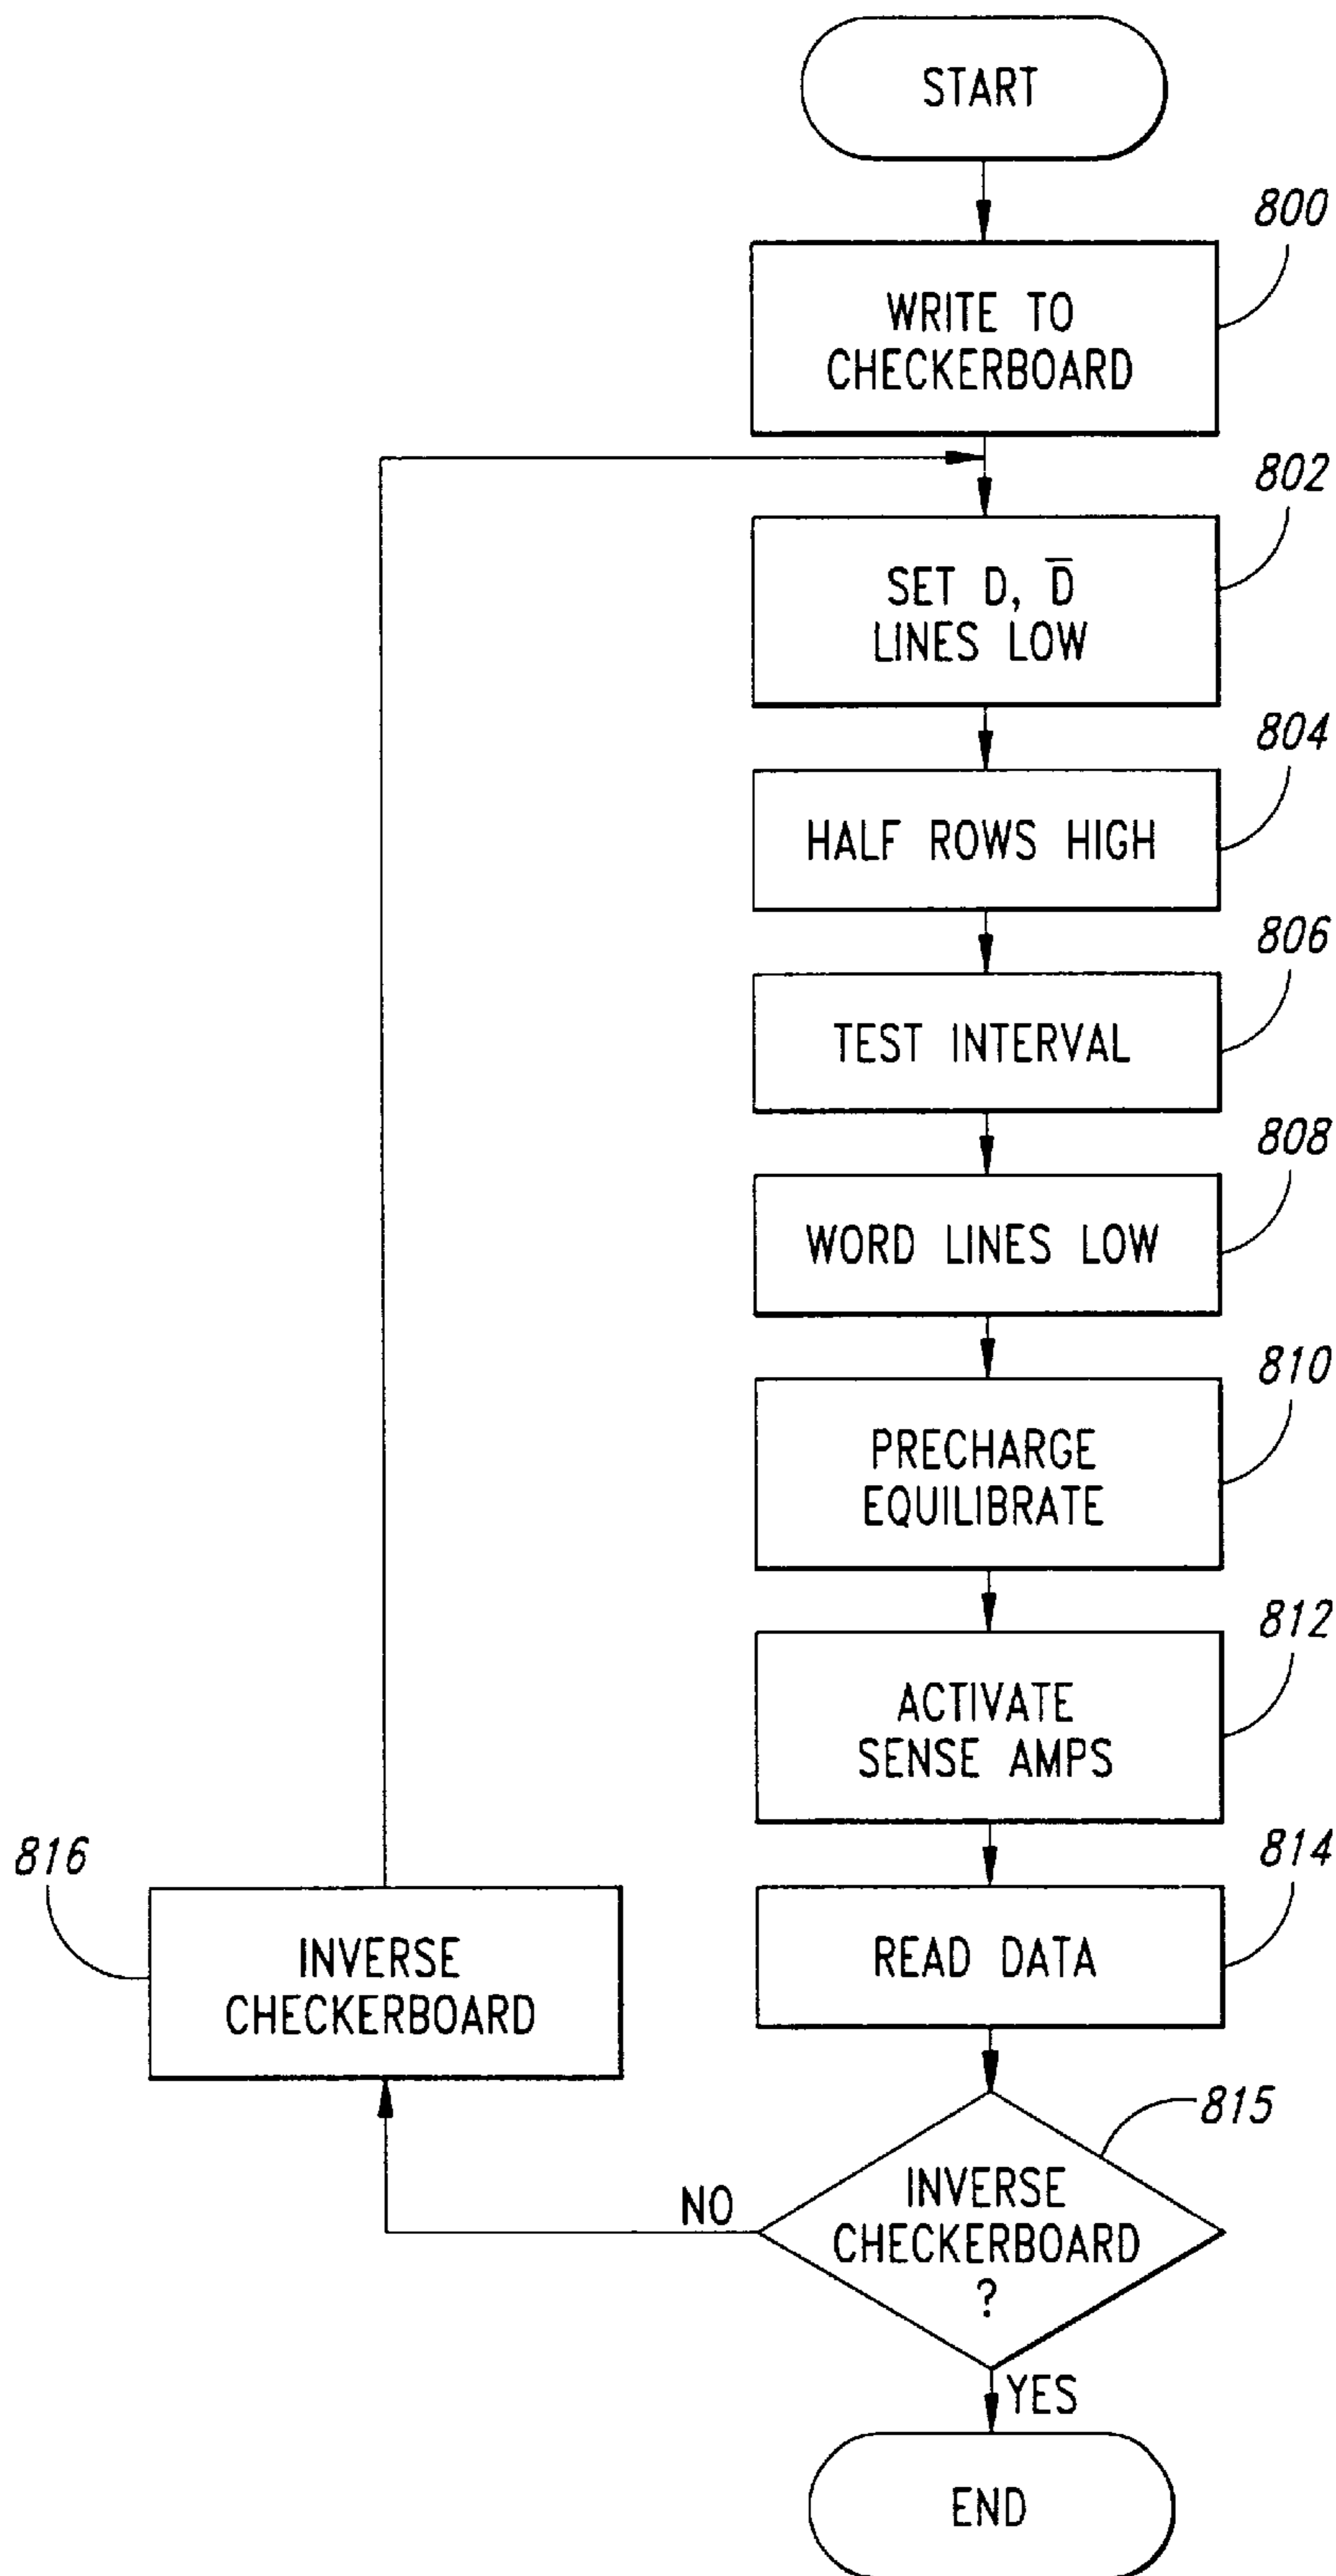 START
800
WRITE TO
CHECKERBOARD
802
SET D, D̅
LINES LOW
804
HALF ROWS HIGH
806
TEST INTERVAL
808
WORD LINES LOW
810
PRECHARGE
EQUILIBRATE
812
ACTIVATE
SENSE AMPS
814
READ DATA
816
INVERSE
CHECKERBOARD
815
INVERSE
CHECKERBOARD
?
NO
YES
END